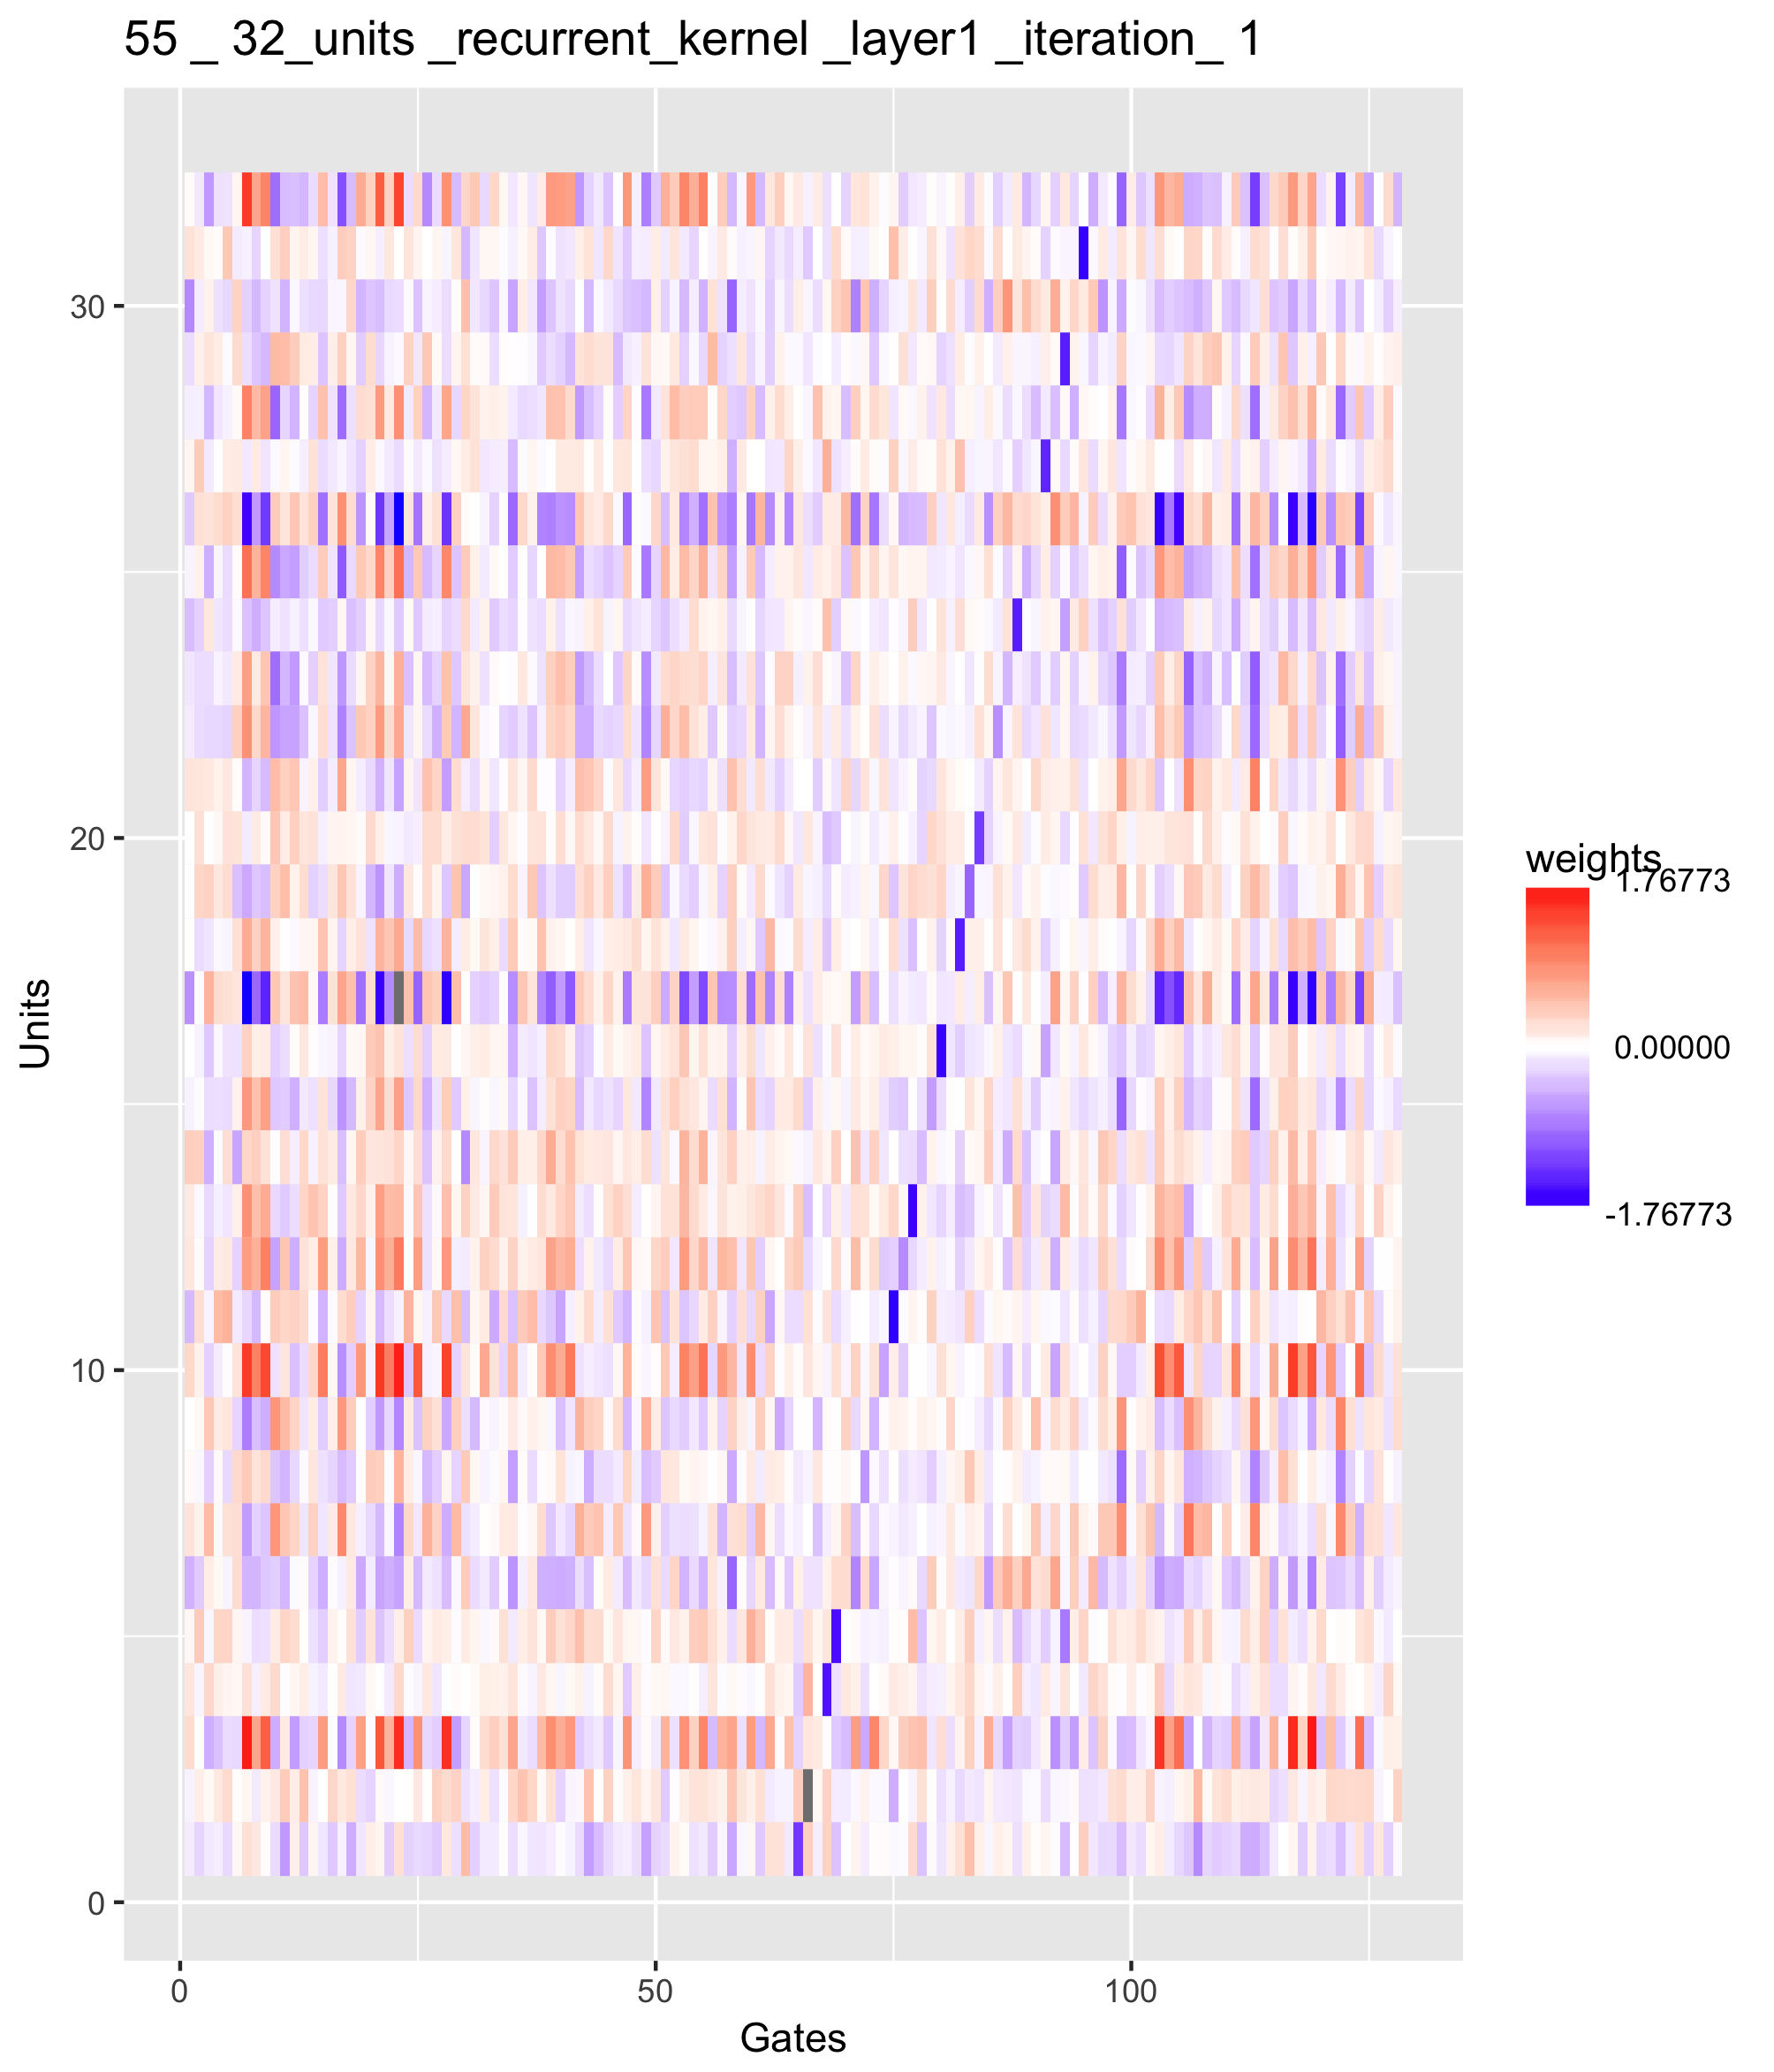 55 _ 32_units _recurrent_kernel _layer1 _iteration_ 1
Units
30
20
10
0
0 50 100
Gates
weights
1.76773
0.00000
-1.76773